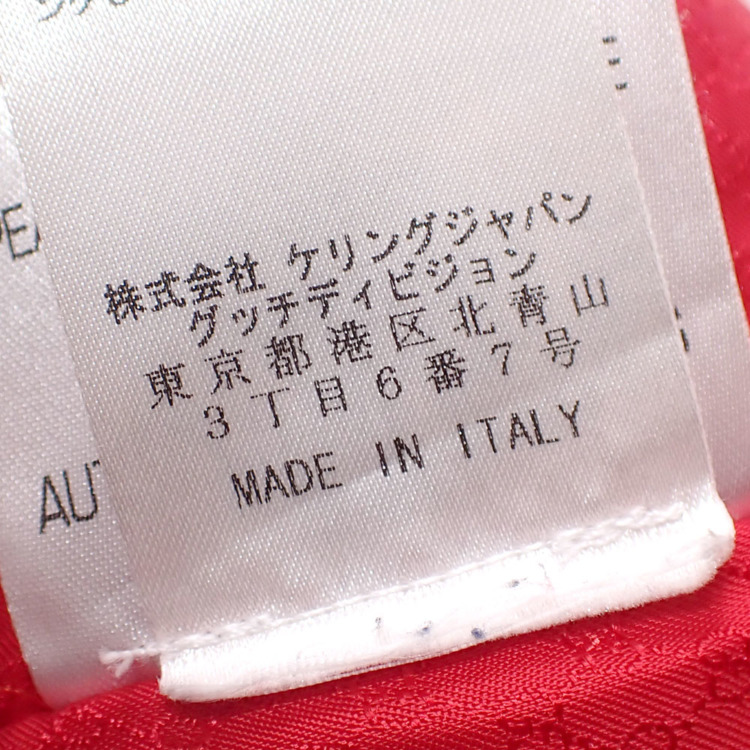 株式会社 ケリングジャパン
グッチディビジョン
東京都港区北青山
3丁目6番7号
MADE IN ITALY
AUT